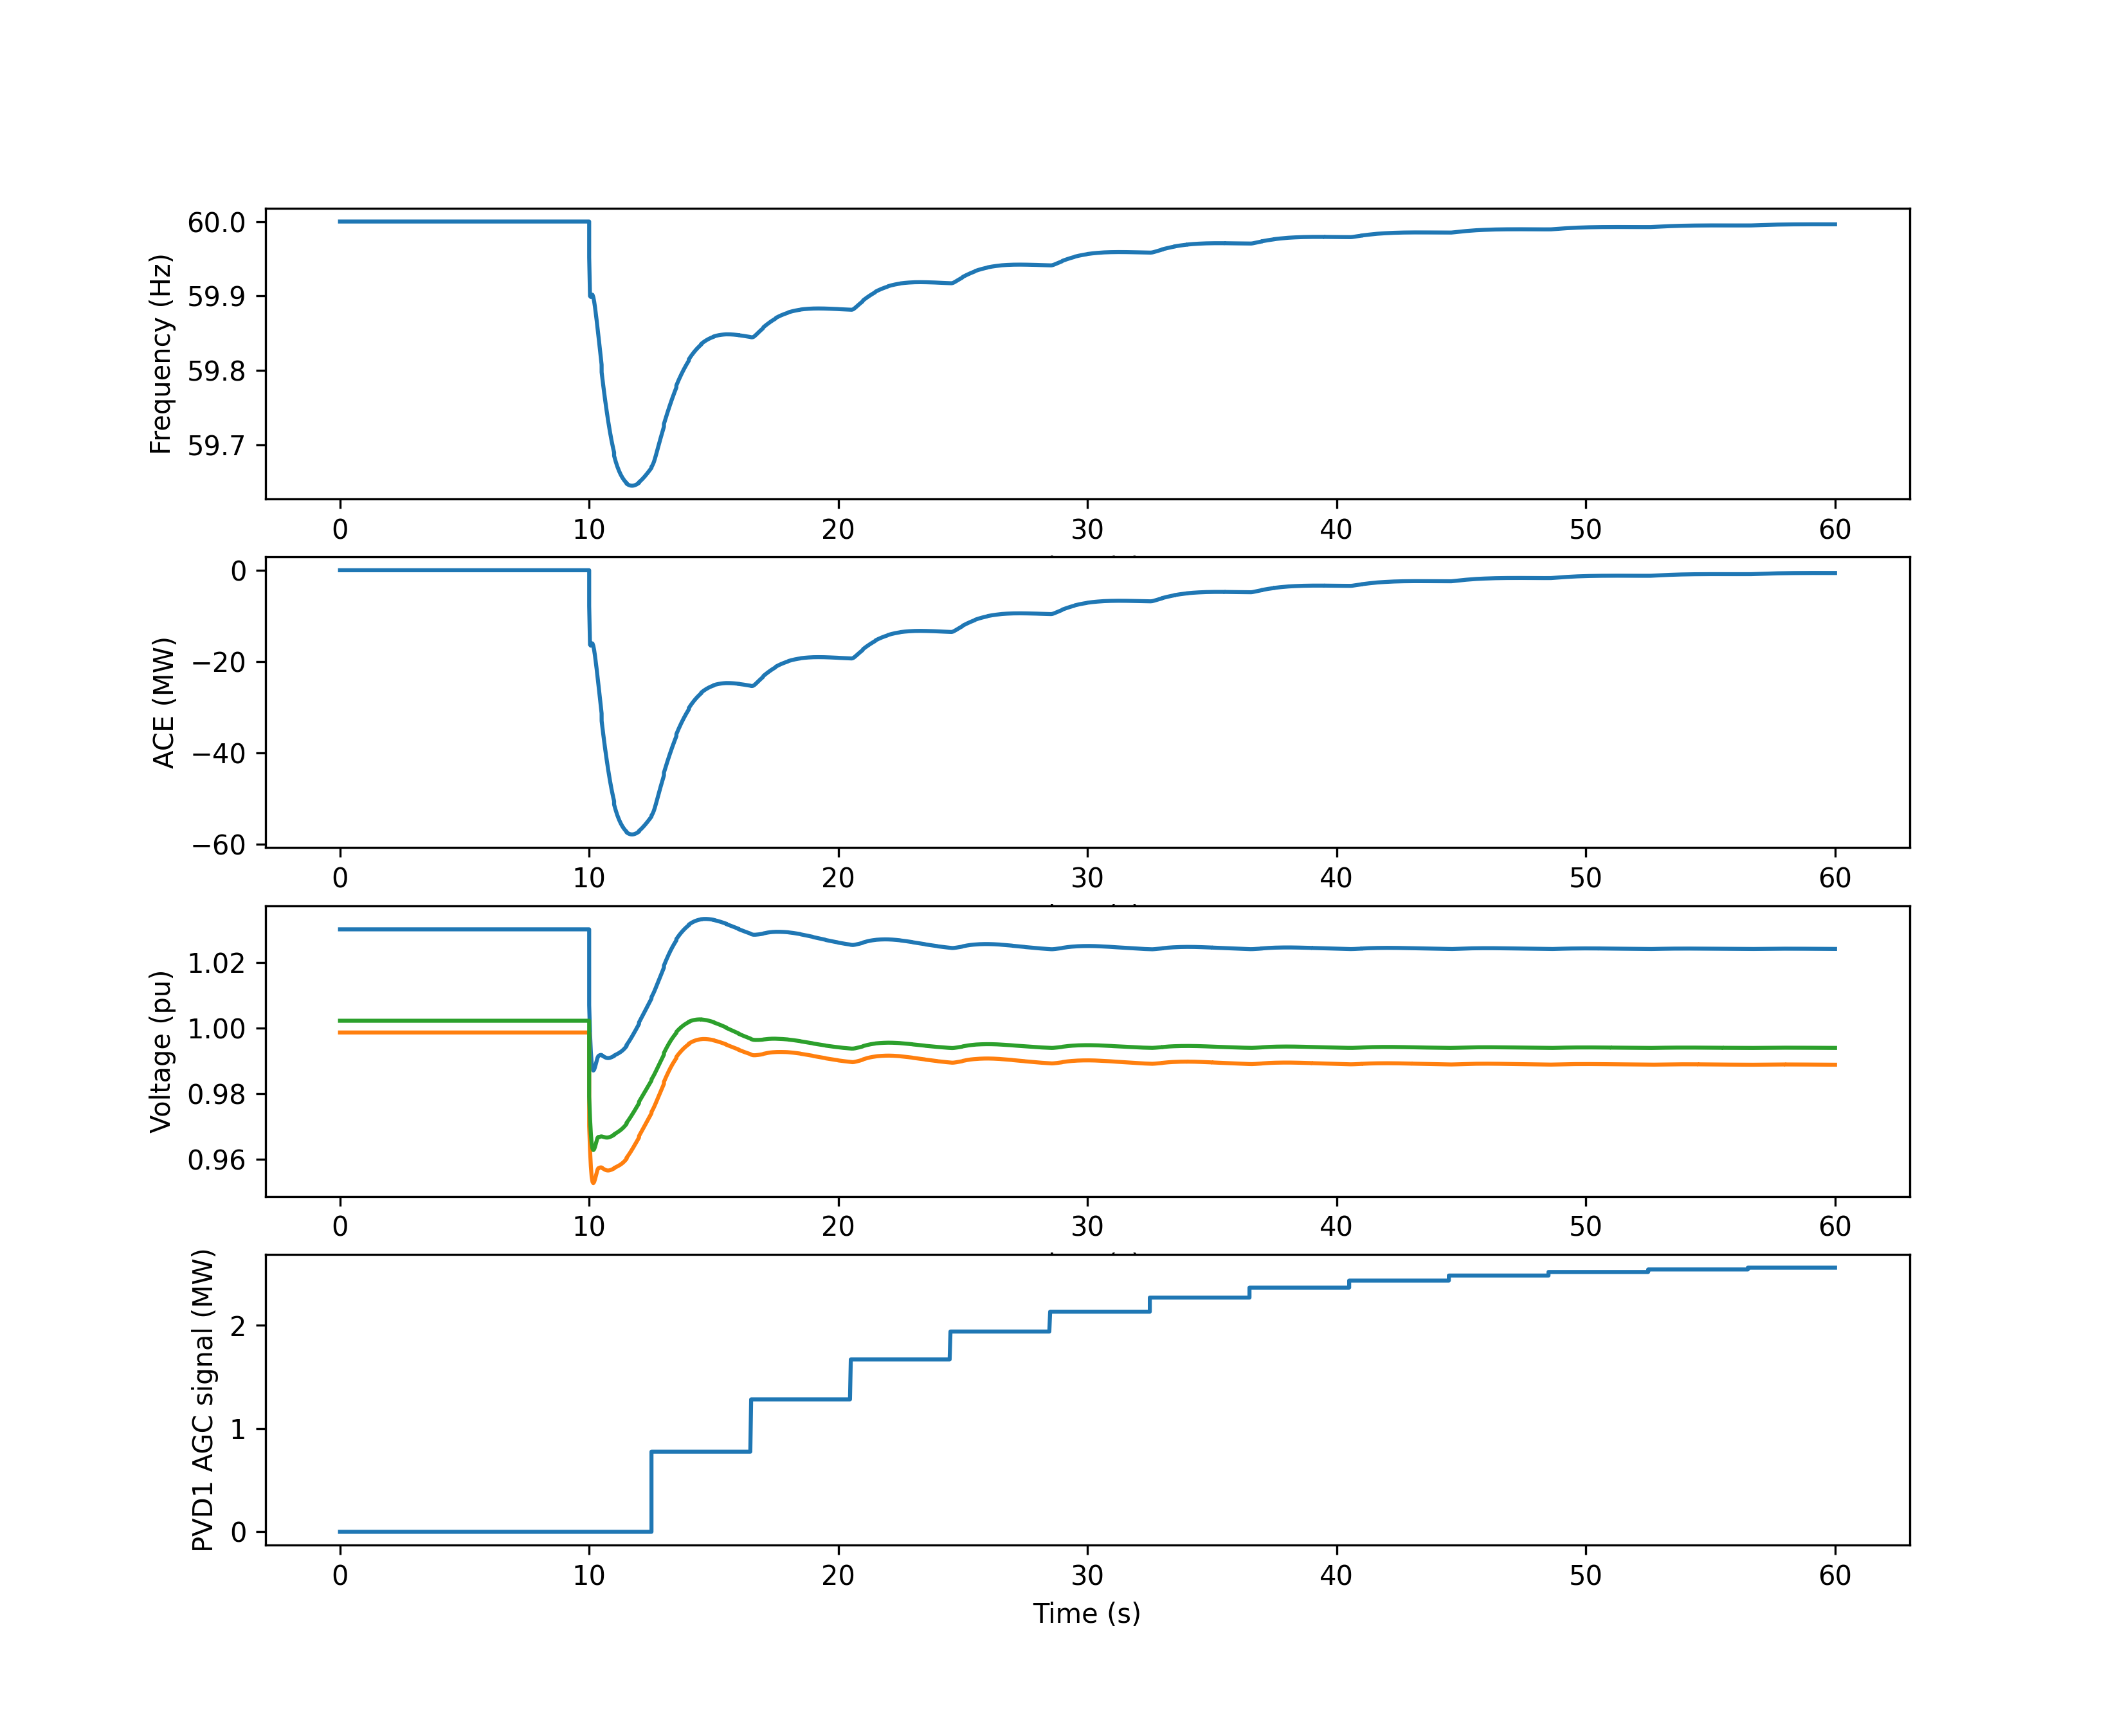 Frequency (Hz)
60.0
59.9
59.8
59.7
0 10 20 30 40 50 60
ACE (MW)
0
−20
−40
−60
0 10 20 30 40 50 60
Voltage (pu)
1.02
1.00
0.98
0.96
0 10 20 30 40 50 60
PVD1 AGC signal (MW)
2
1
0
0 10 20 30 40 50 60
Time (s)